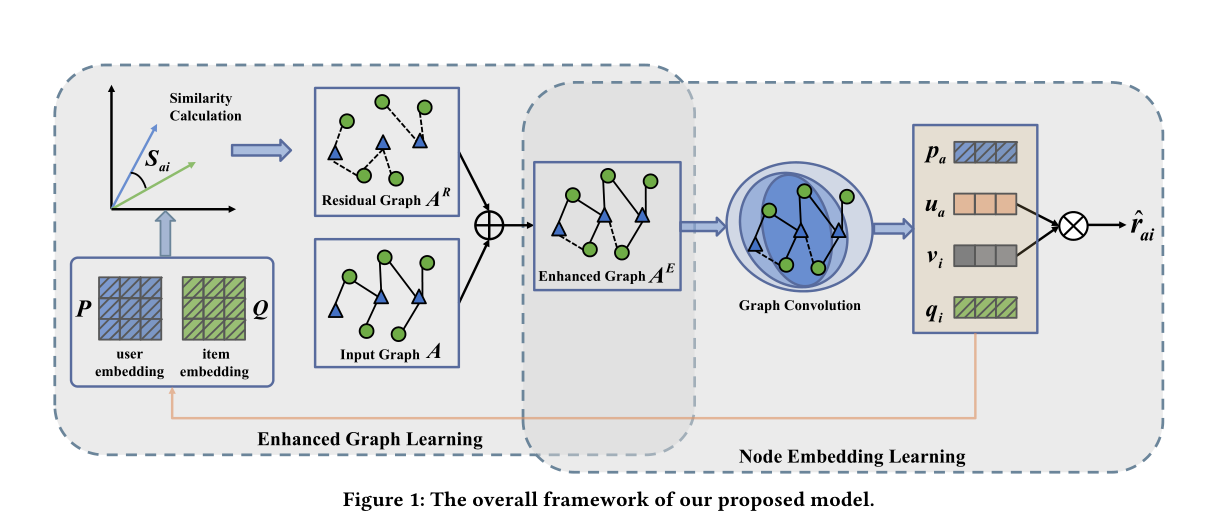 Similarity
Calculation
S_ai
Residual Graph A^R
P
Q
user
embedding
item
embedding
Input Graph A
Enhanced Graph A^E
Graph Convolution
p_a
u_a
v_i
q_i
r̂_ai
Enhanced Graph Learning
Node Embedding Learning
Figure 1: The overall framework of our proposed model.